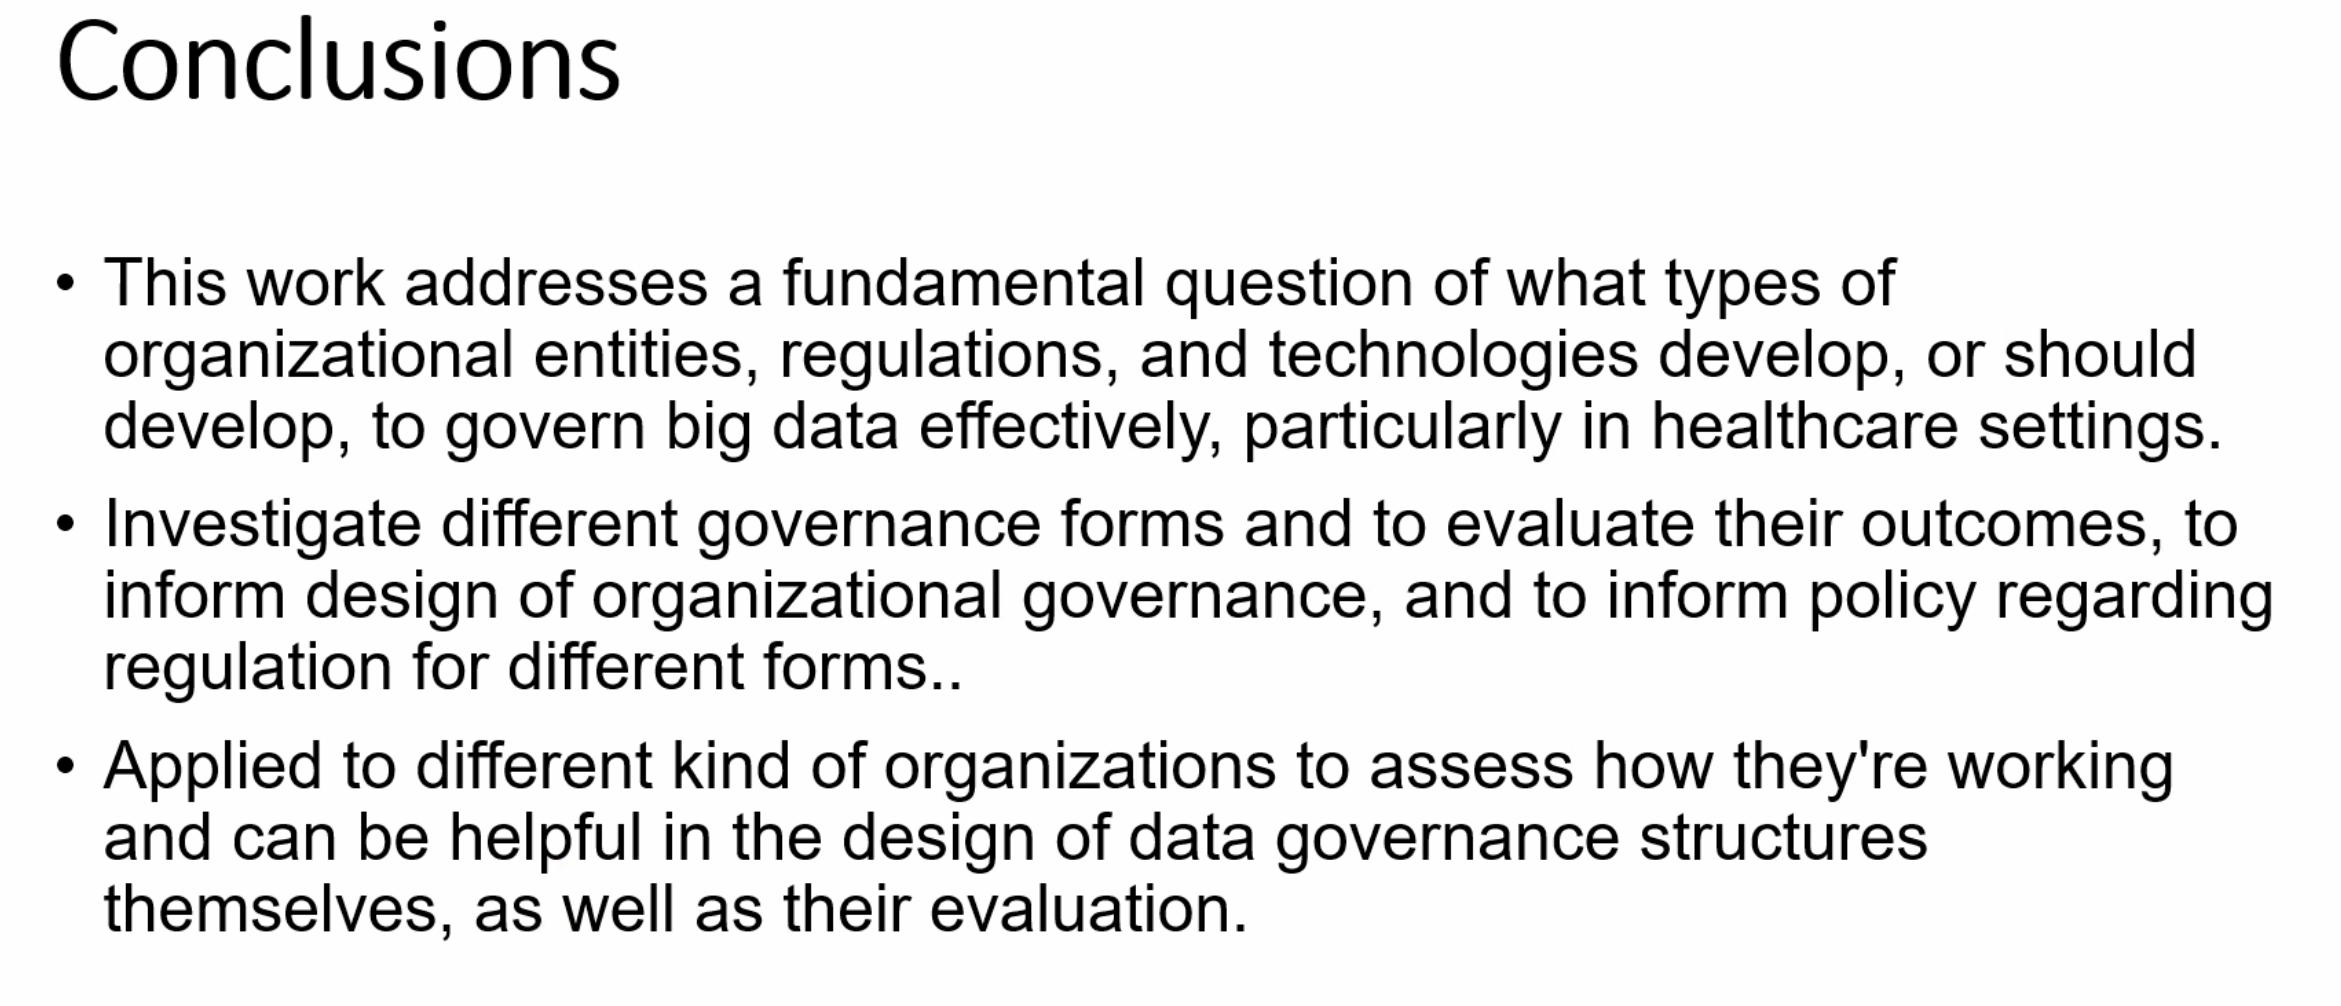 Conclusions
• This work addresses a fundamental question of what types of
organizational entities, regulations, and technologies develop, or should
develop, to govern big data effectively, particularly in healthcare settings.
• Investigate different governance forms and to evaluate their outcomes, to
inform design of organizational governance, and to inform policy regarding
regulation for different forms..
• Applied to different kind of organizations to assess how they're working
and can be helpful in the design of data governance structures
themselves, as well as their evaluation.